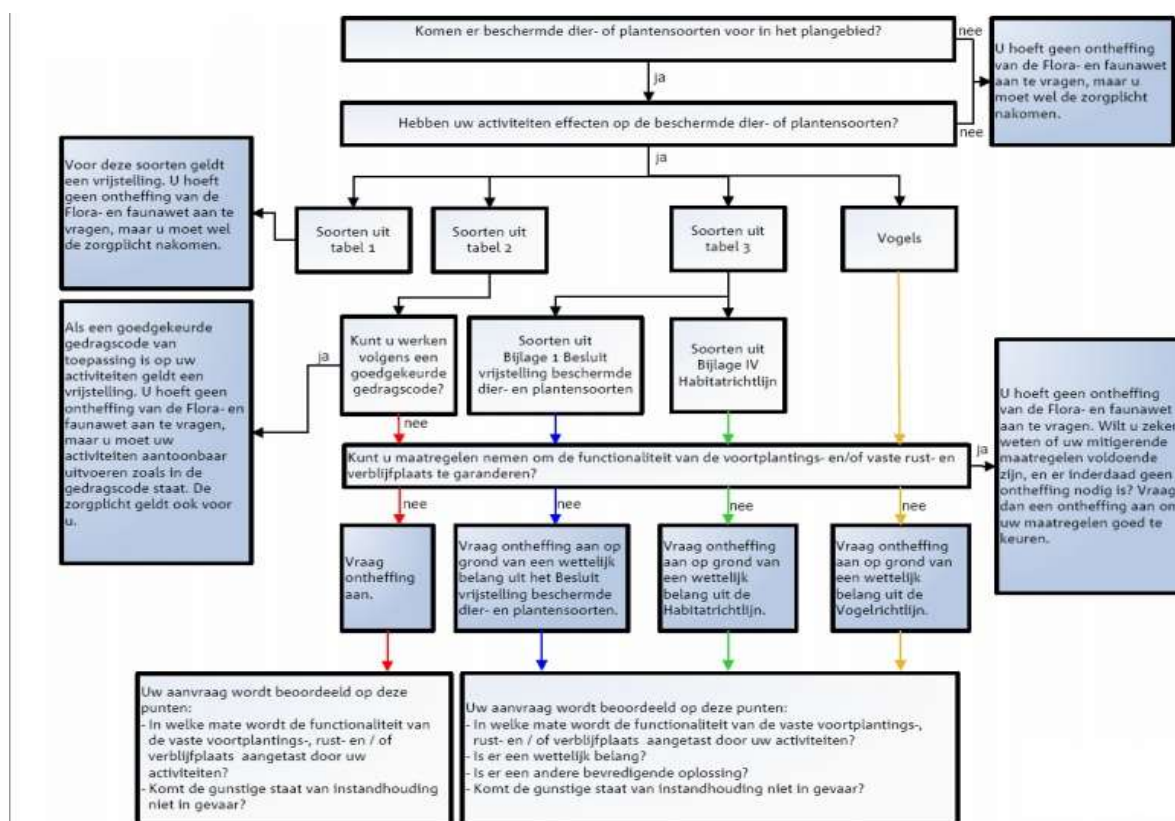 Komen er beschermde dier- of plantensoorten voor in het plangebied?
nee
U hoeft geen ontheffing
van de Flora- en faunawet
aan te vragen, maar u
moet wel de zorgplicht
nakomen.
ja
Hebben uw activiteiten effecten op de beschermde dier- of plantensoorten?
nee
ja
Voor deze soorten geldt
een vrijstelling. U hoeft
geen ontheffing van de
Flora- en faunawet aan te
vragen, maar u moet wel
de zorgplicht nakomen.
Soorten uit
tabel 1
Soorten uit
tabel 2
Soorten uit
tabel 3
Vogels
Als een goedgekeurde
gedragscode van
toepassing is op uw
activiteiten geldt een
vrijstelling. U hoeft geen
ontheffing van de Flora- en
faunawet aan te vragen,
maar u moet uw
activiteiten aantoonbaar
uitvoeren zoals in de
gedragscode staat. De
zorgplicht geldt ook voor
u.
ja
Kunt u werken
volgens een
goedgekeurde
gedragscode?
nee
Soorten uit
Bijlage 1 Besluit
vrijstelling beschermde
dier- en plantensoorten
Soorten uit
Bijlage IV
Habitatrichtlijn
Kunt u maatregelen nemen om de functionaliteit van de voortplantings- en/of vaste rust- en
verblijfplaats te garanderen?
ja
U hoeft geen ontheffing
van de Flora- en faunawet
aan te vragen. Wilt u zeker
weten of uw mitigerende
maatregelen voldoende
zijn, en er inderdaad geen
ontheffing nodig is? Vraag
dan een ontheffing aan om
uw maatregelen goed te
keuren.
nee
nee
nee
nee
Vraag
ontheffing
aan.
Vraag ontheffing aan op
grond van een wettelijk
belang uit het Besluit
vrijstelling beschermde
dier- en plantensoorten.
Vraag ontheffing
aan op grond van
een wettelijk
belang uit de
Habitatrichtlijn.
Vraag ontheffing
aan op grond van
een wettelijk
belang uit de
Vogelrichtlijn.
Uw aanvraag wordt beoordeeld op deze
punten:
- In welke mate wordt de functionaliteit van
de vaste voortplantings-, rust- en / of
verblijfplaats aangetast door uw
activiteiten?
- Komt de gunstige staat van instandhouding
niet in gevaar?
Uw aanvraag wordt beoordeeld op deze punten:
- In welke mate wordt de functionaliteit van de vaste voortplantings-,
rust- en / of verblijfplaats aangetast door uw activiteiten?
- Is er een wettelijk belang?
- Is er een andere bevredigende oplossing?
- Komt de gunstige staat van instandhouding niet in gevaar?